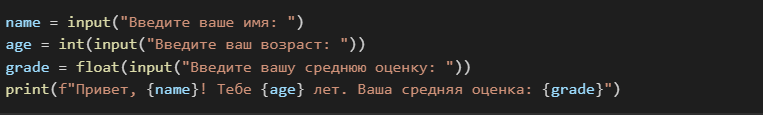 name = input("Введите ваше имя: ")
age = int(input("Введите ваш возраст: "))
grade = float(input("Введите вашу среднюю оценку: "))
print(f"Привет, {name}! Тебе {age} лет. Ваша средняя оценка: {grade}")